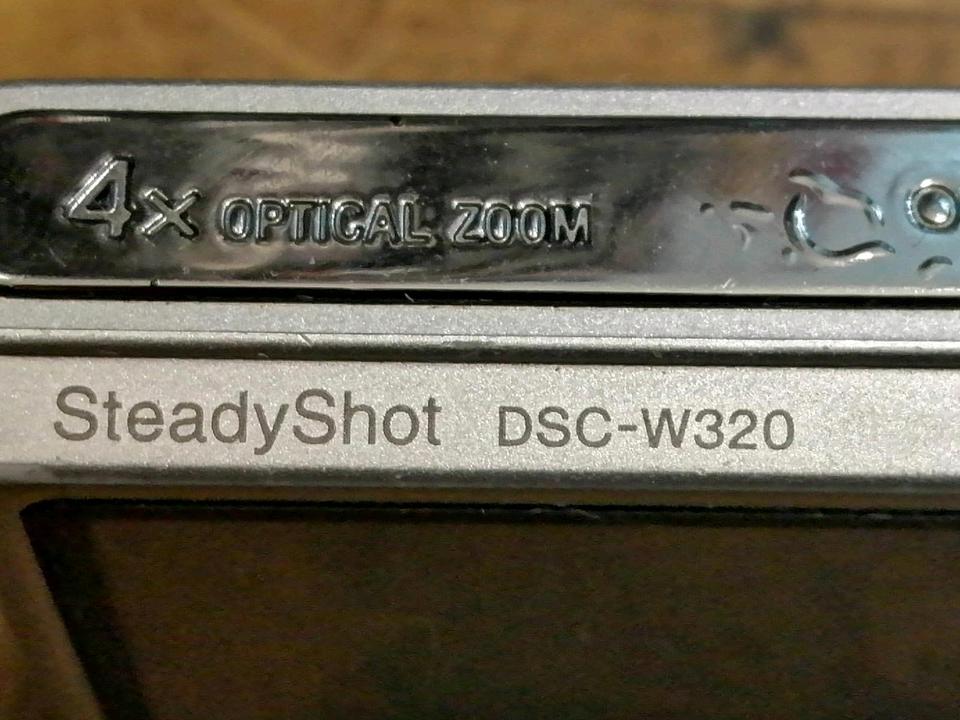 4x OPTICAL ZOOM
SteadyShot DSC-W320